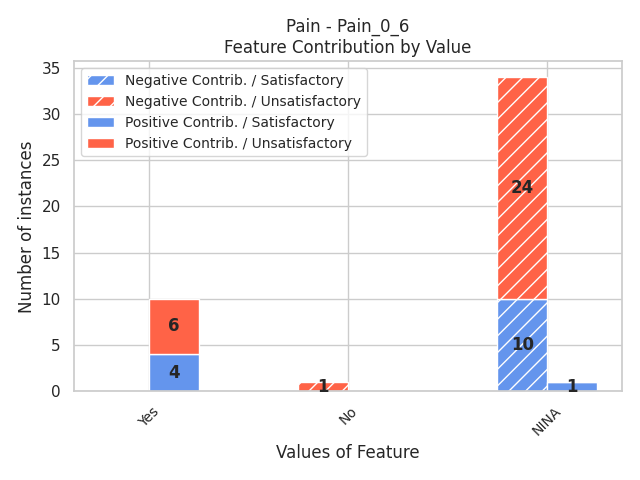 Pain - Pain_0_6
Feature Contribution by Value
Negative Contrib. / Satisfactory
Negative Contrib. / Unsatisfactory
Positive Contrib. / Satisfactory
Positive Contrib. / Unsatisfactory
Number of instances
35
30
25
20
15
10
5
0
6
4
1
24
10
1
Yes
No
NINA
Values of Feature